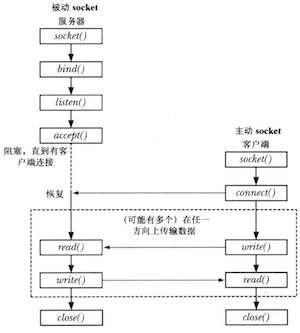 被动 socket
服务器
socket()
bind()
listen()
accept()
阻塞，直到有客
户端连接
主动 socket
客户端
socket()
恢复
connect()
(可能有多个) 在任一
方向上传输数据
read()
write()
write()
read()
close()
close()